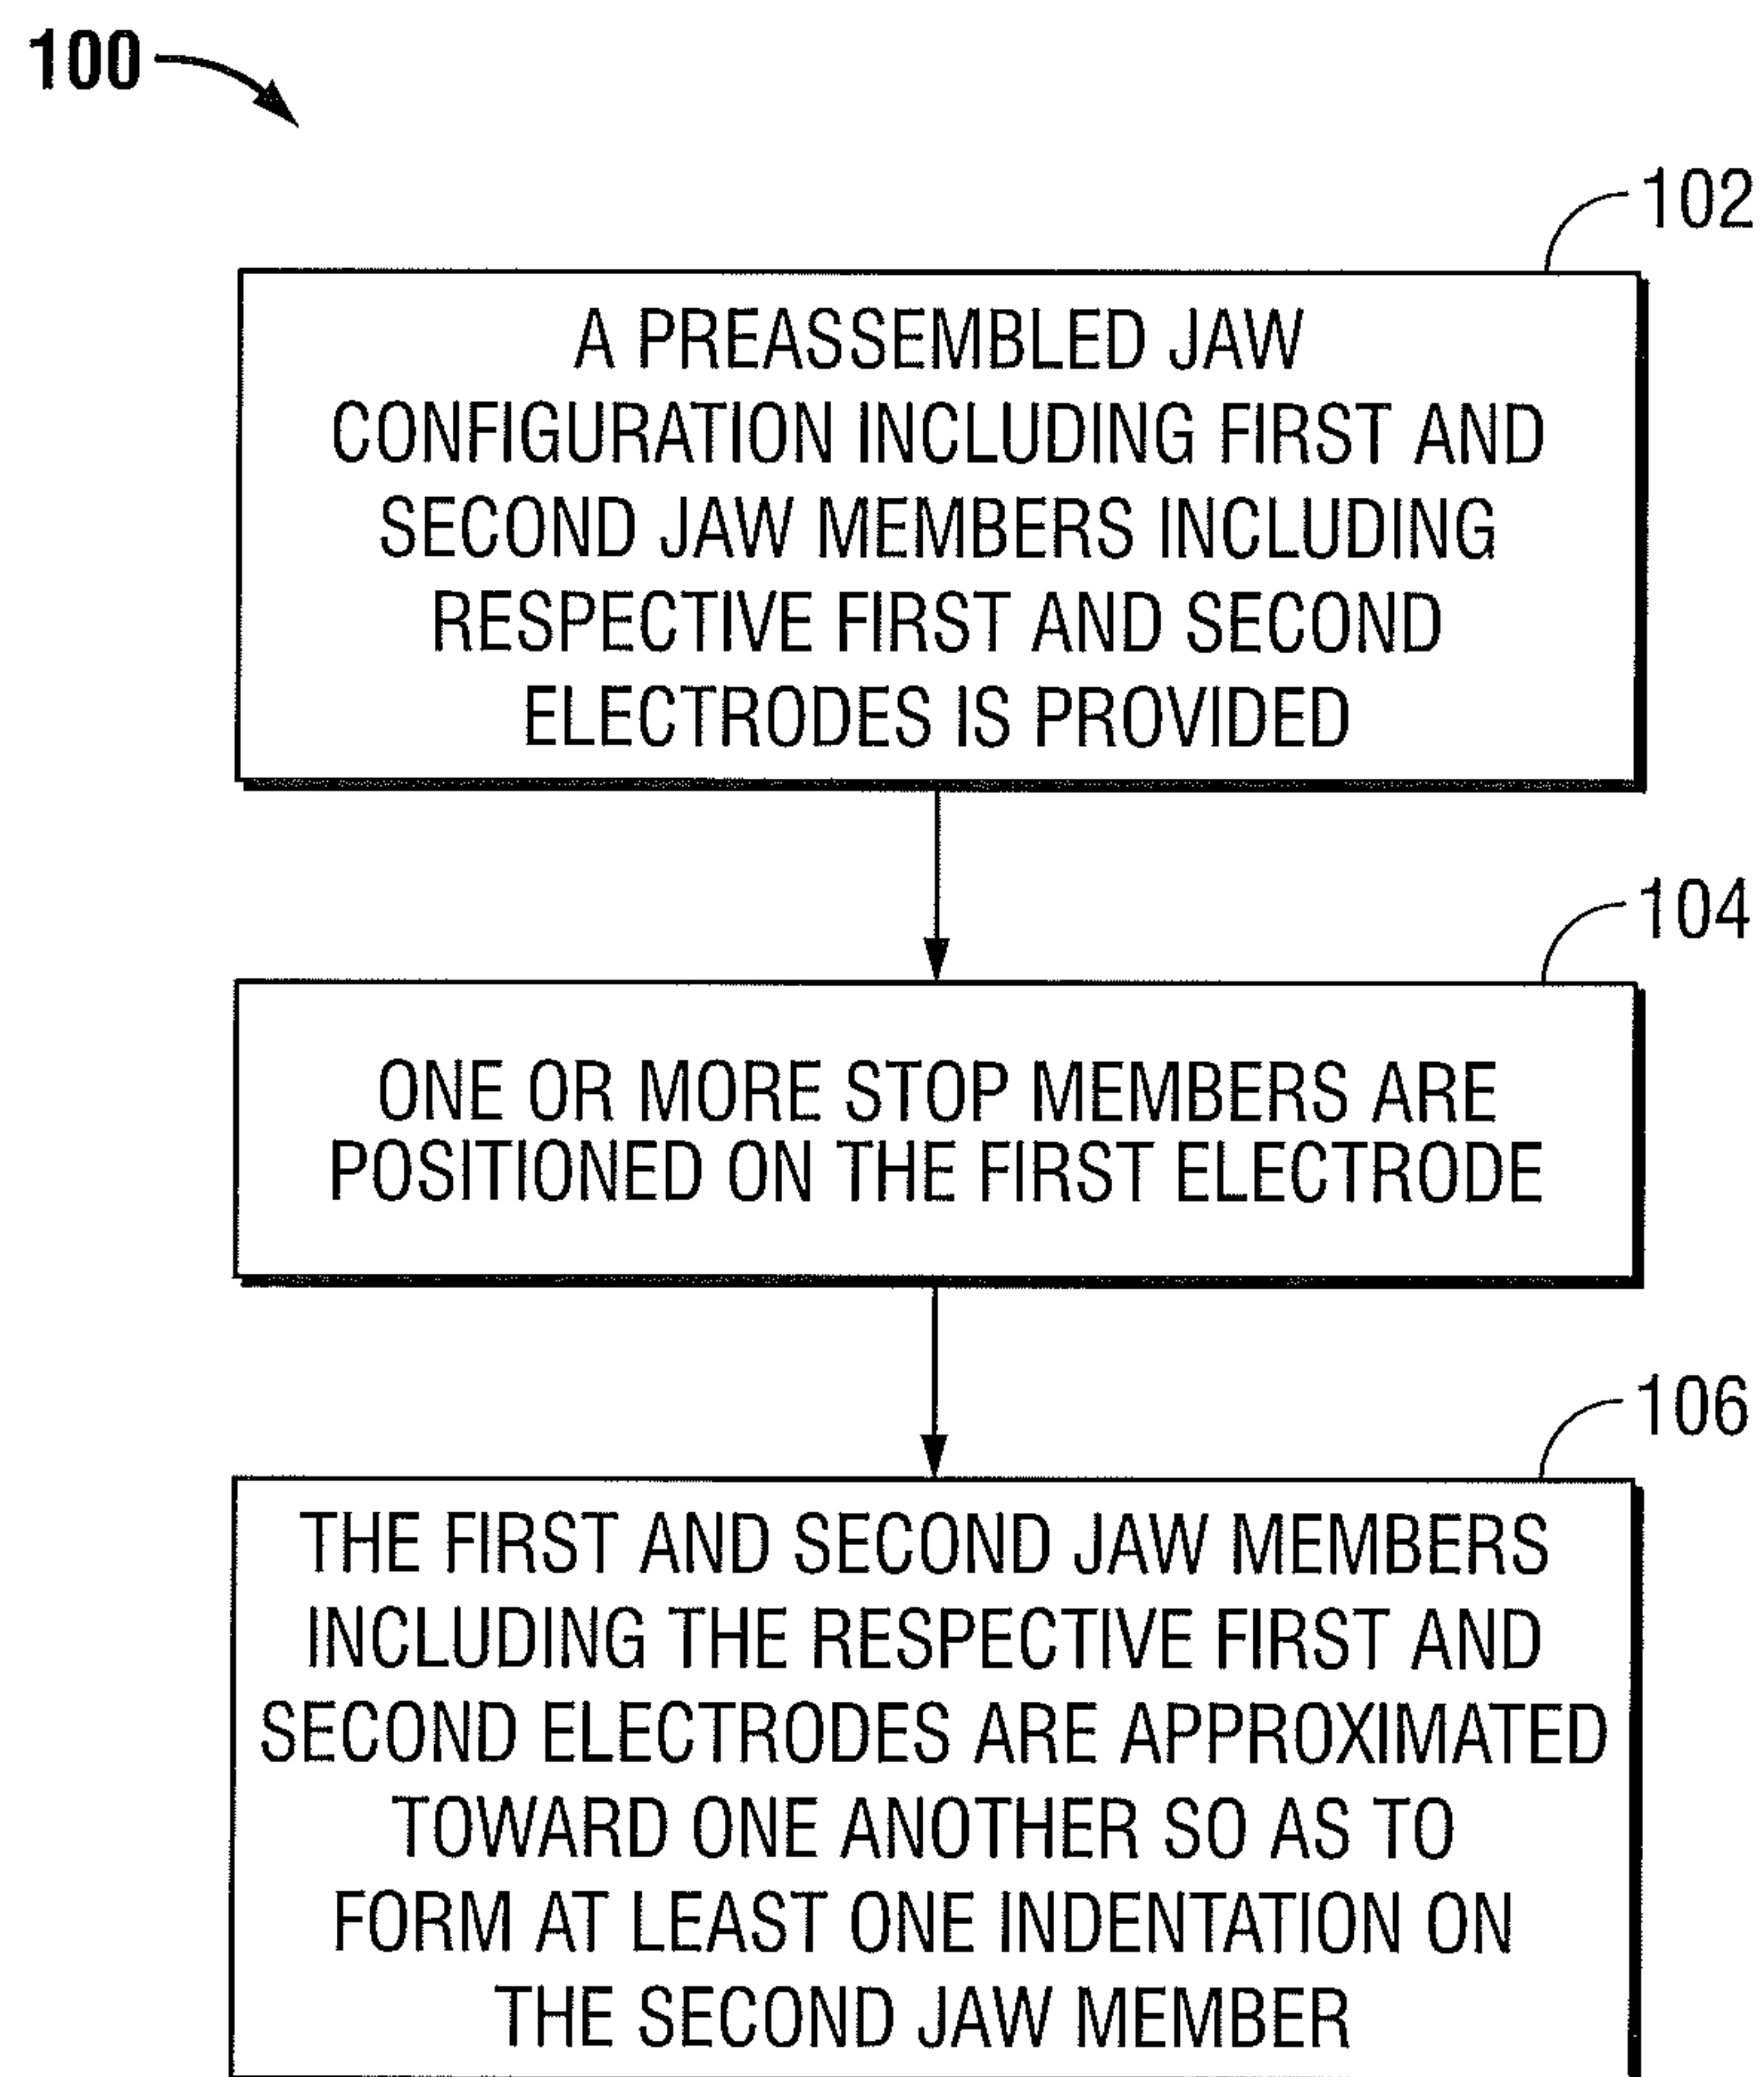 100
102
A PREASSEMBLED JAW
CONFIGURATION INCLUDING FIRST AND
SECOND JAW MEMBERS INCLUDING
RESPECTIVE FIRST AND SECOND
ELECTRODES IS PROVIDED
104
ONE OR MORE STOP MEMBERS ARE
POSITIONED ON THE FIRST ELECTRODE
106
THE FIRST AND SECOND JAW MEMBERS
INCLUDING THE RESPECTIVE FIRST AND
SECOND ELECTRODES ARE APPROXIMATED
TOWARD ONE ANOTHER SO AS TO
FORM AT LEAST ONE INDENTATION ON
THE SECOND JAW MEMBER